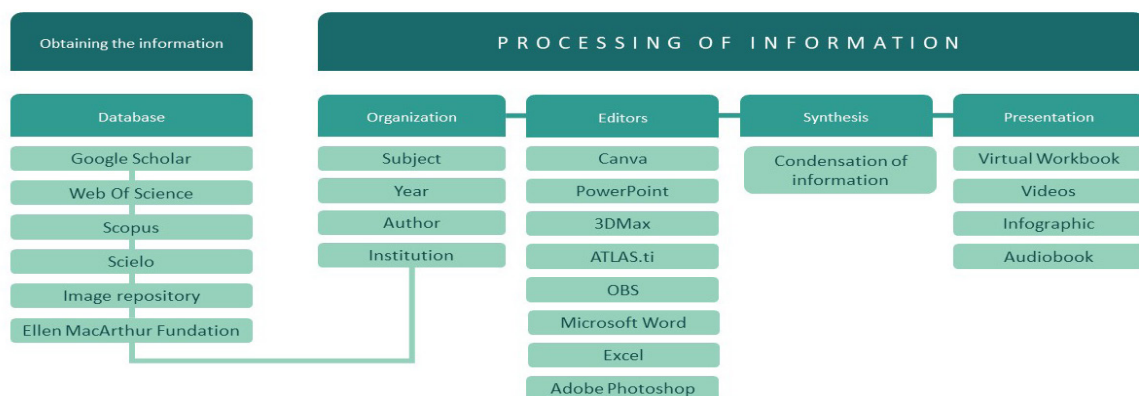 Obtaining the information
PROCESSING OF INFORMATION
Database
Google Scholar
Web Of Science
Scopus
Scielo
Image repository
Ellen MacArthur Fundation
Organization
Subject
Year
Author
Institution
Editors
Canva
PowerPoint
3DMax
ATLAS.ti
OBS
Microsoft Word
Excel
Adobe Photoshop
Synthesis
Condensation of
information
Presentation
Virtual Workbook
Videos
Infographic
Audiobook